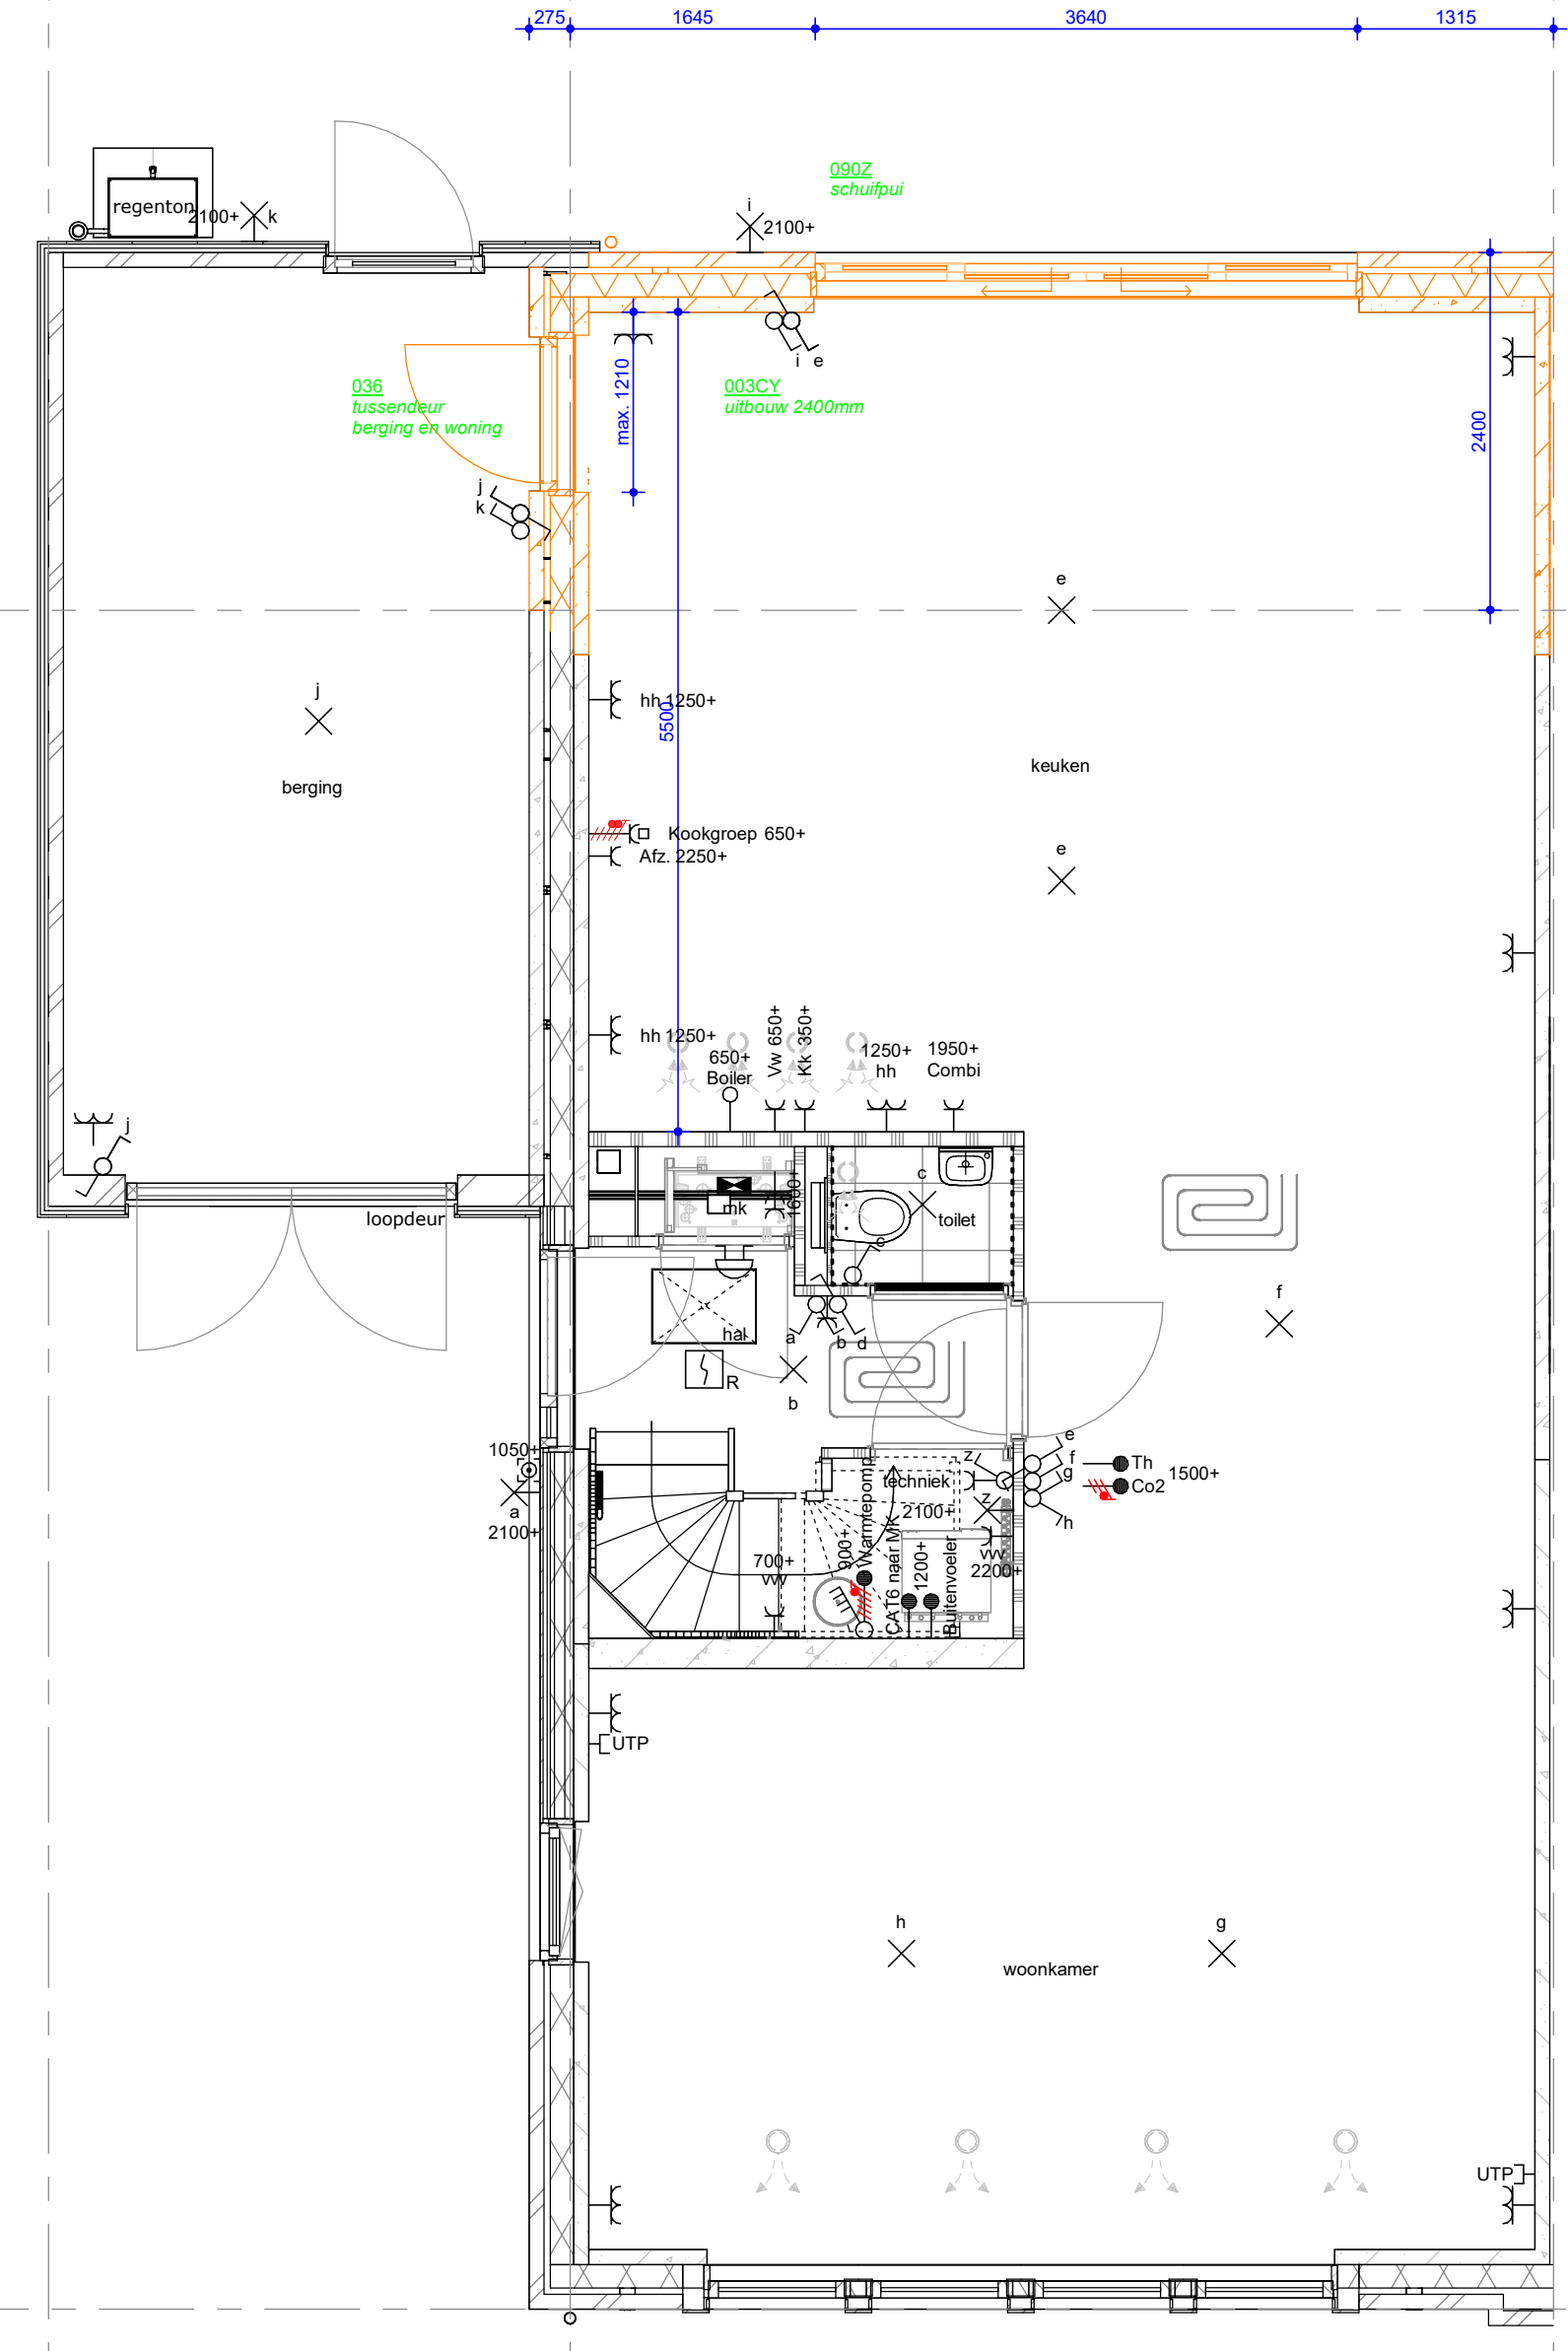 275
1645
3640
1315
090Z
schuifpui
regenton
2100+
k
i
2100+
i
e
036
tussendeur
berging en woning
max. 1210
003CY
uitbouw 2400mm
2400
j
k
e
j
hh 1250+
5500
berging
keuken
Kookgroep 650+
Afz. 2250+
e
hh 1250+
650+
Boiler
Vw 650+
Kk 350+
1250+
hh
1950+
Combi
j
c
mk
1600+
toilet
loopdeur
c
f
hal
a
b
d
R
b
1050+
a
2100+
z
techniek
z
2100+
e
f
g
h
Th
Co2
1500+
700+
vvv
900+
Warmtepomp
CAT6 naar MK
1200+
Buitenvoeler
vvv
2200+
UTP
h
g
woonkamer
UTP